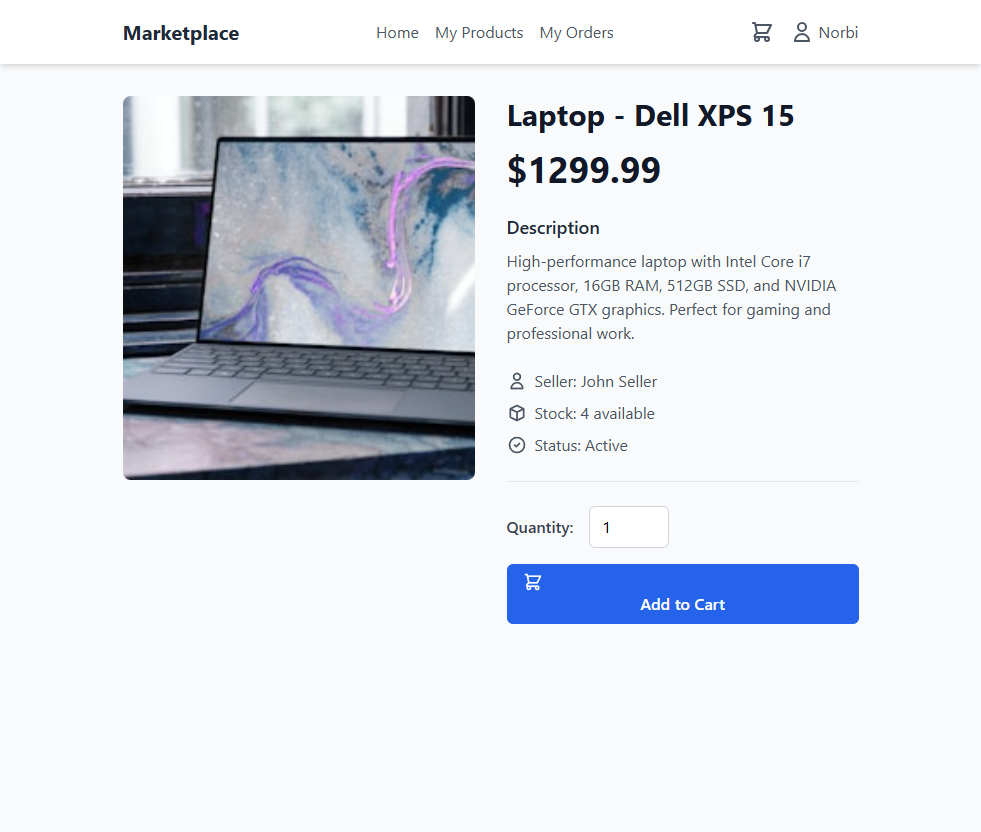 Marketplace Home My Products My Orders Norbi
Laptop - Dell XPS 15
$1299.99
Description
High-performance laptop with Intel Core i7
processor, 16GB RAM, 512GB SSD, and NVIDIA
GeForce GTX graphics. Perfect for gaming and
professional work.
Seller: John Seller
Stock: 4 available
Status: Active
Quantity: 1
Add to Cart